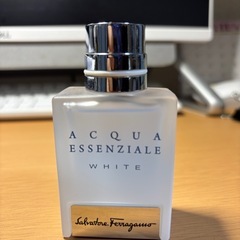 ACQUA
ESSENZIALE
WHITE
Salvatore Ferragamo